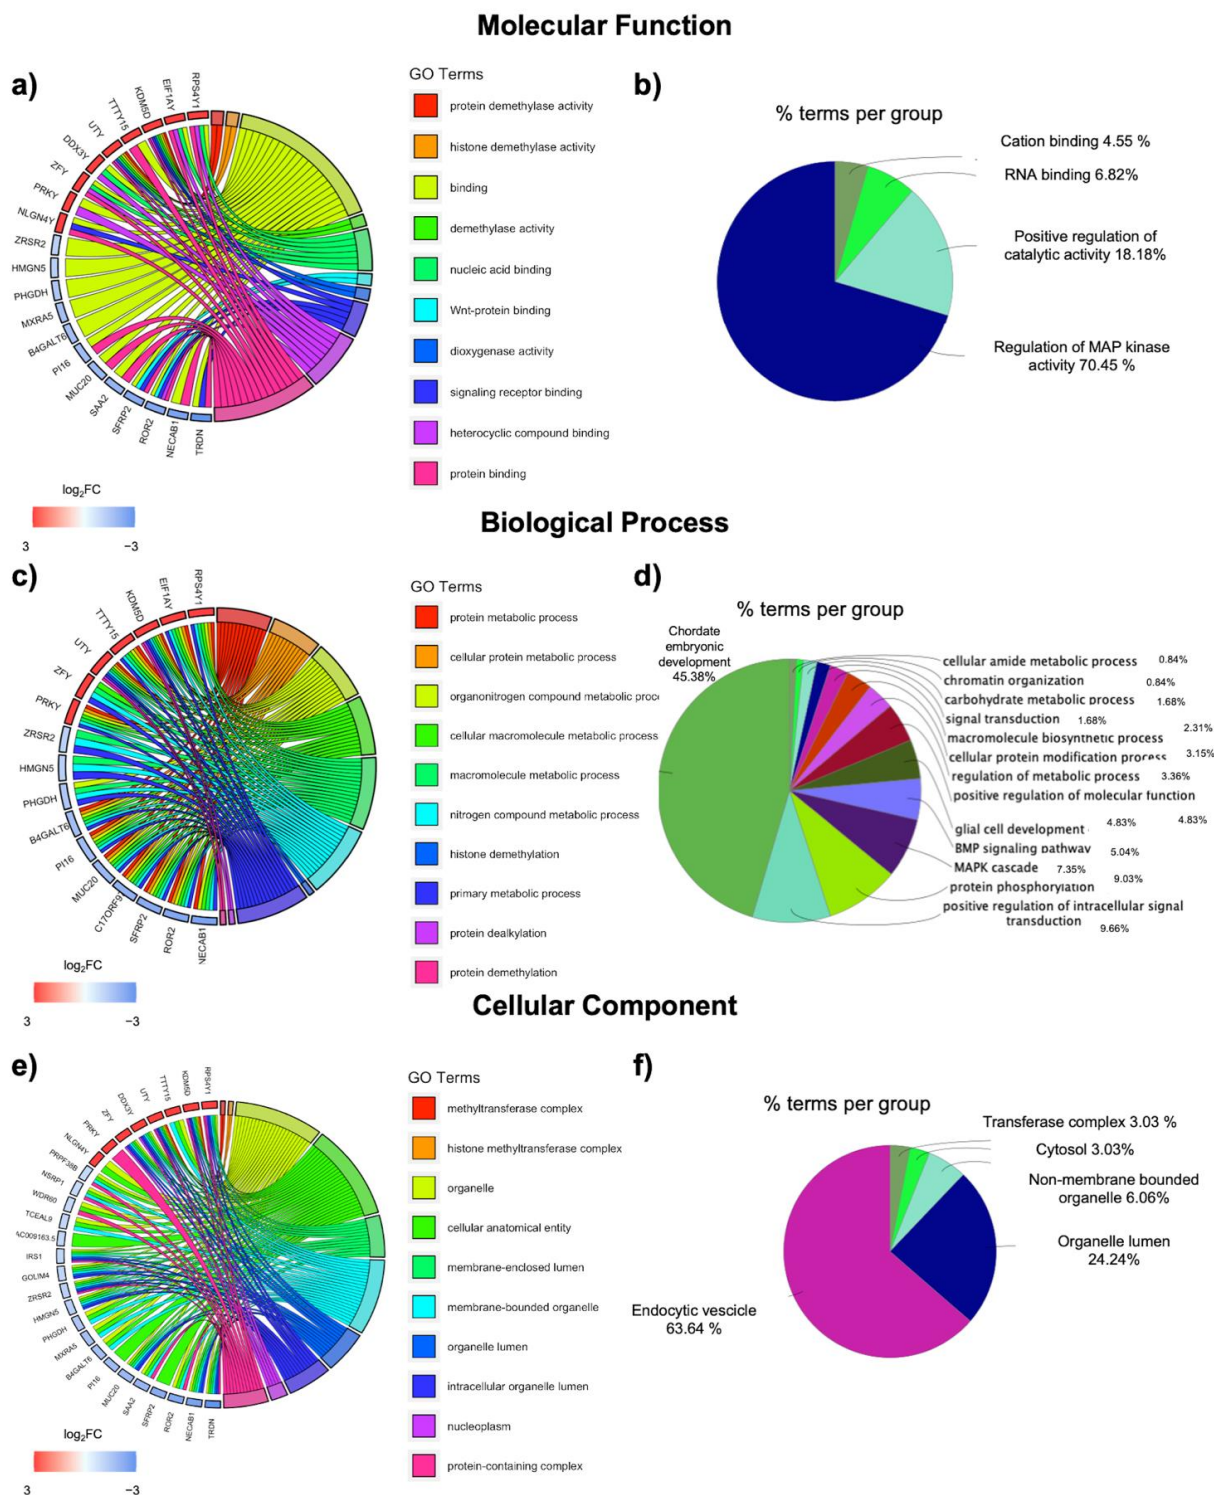 Molecular Function
a)
RPS4Y1
EIF1AY
KDM5D
TTTY15
UTY
DDX3Y
ZFY
PRKY
NLGN4Y
ZRSR2
HMGN5
PHGDH
MXRA5
B4GALT6
PI16
MUC20
SAA2
SFRP2
ROR2
NECAB1
TRDN
log2FC
3
−3
GO Terms
protein demethylase activity
histone demethylase activity
binding
demethylase activity
nucleic acid binding
Wnt-protein binding
dioxygenase activity
signaling receptor binding
heterocyclic compound binding
protein binding
b)
% terms per group
Cation binding 4.55 %
RNA binding 6.82%
Positive regulation of
catalytic activity 18.18%
Regulation of MAP kinase
activity 70.45 %
Biological Process
c)
RPS4Y1
EIF1AY
KDM5D
TTTY15
UTY
ZFY
PRKY
ZRSR2
HMGN5
PHGDH
B4GALT6
PI16
MUC20
C17ORF97
SFRP2
ROR2
NECAB1
log2FC
3
−3
GO Terms
protein metabolic process
cellular protein metabolic process
organonitrogen compound metabolic proc
cellular macromolecule metabolic process
macromolecule metabolic process
nitrogen compound metabolic process
histone demethylation
primary metabolic process
protein dealkylation
protein demethylation
d)
% terms per group
Chordate
embryonic
development
45.38%
cellular amide metabolic process 0.84%
chromatin organization 0.84%
carbohydrate metabolic process 1.68%
signal transduction 1.68%
macromolecule biosynthetic process 2.31%
cellular protein modification process 3.15%
regulation of metabolic process 3.36%
positive regulation of molecular function
4.83%
glial cell development 4.83%
BMP signaling pathway 5.04%
MAPK cascade 7.35%
protein phosphorylation 9.03%
positive regulation of intracellular signal
transduction 9.66%
Cellular Component
e)
RPS4Y1
KDM5D
TTTY15
UTY
DDX3Y
ZFY
PRKY
NLGN4Y
PRPF38B
NSRP1
WDR60
TCEAL9
AC009163.5
IRS1
GOLIM4
ZRSR2
HMGN5
PHGDH
MXRA5
B4GALT6
PI16
MUC20
SAA2
SFRP2
ROR2
NECAB1
TRDN
log2FC
3
−3
GO Terms
methyltransferase complex
histone methyltransferase complex
organelle
cellular anatomical entity
membrane-enclosed lumen
membrane-bounded organelle
organelle lumen
intracellular organelle lumen
nucleoplasm
protein-containing complex
f)
% terms per group
Transferase complex 3.03 %
Cytosol 3.03%
Non-membrane bounded
organelle 6.06%
Organelle lumen
24.24%
Endocytic vescicle
63.64 %